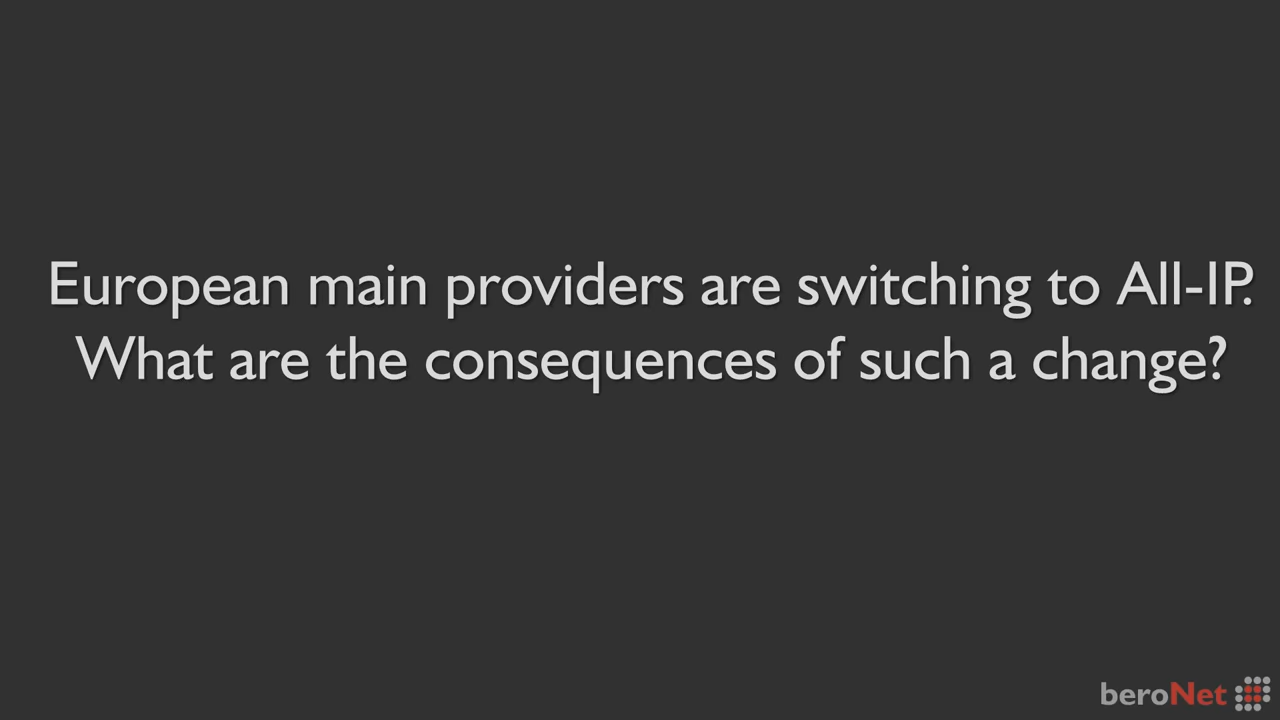 European main providers are switching to All-IP.
What are the consequences of such a change?
beroNet